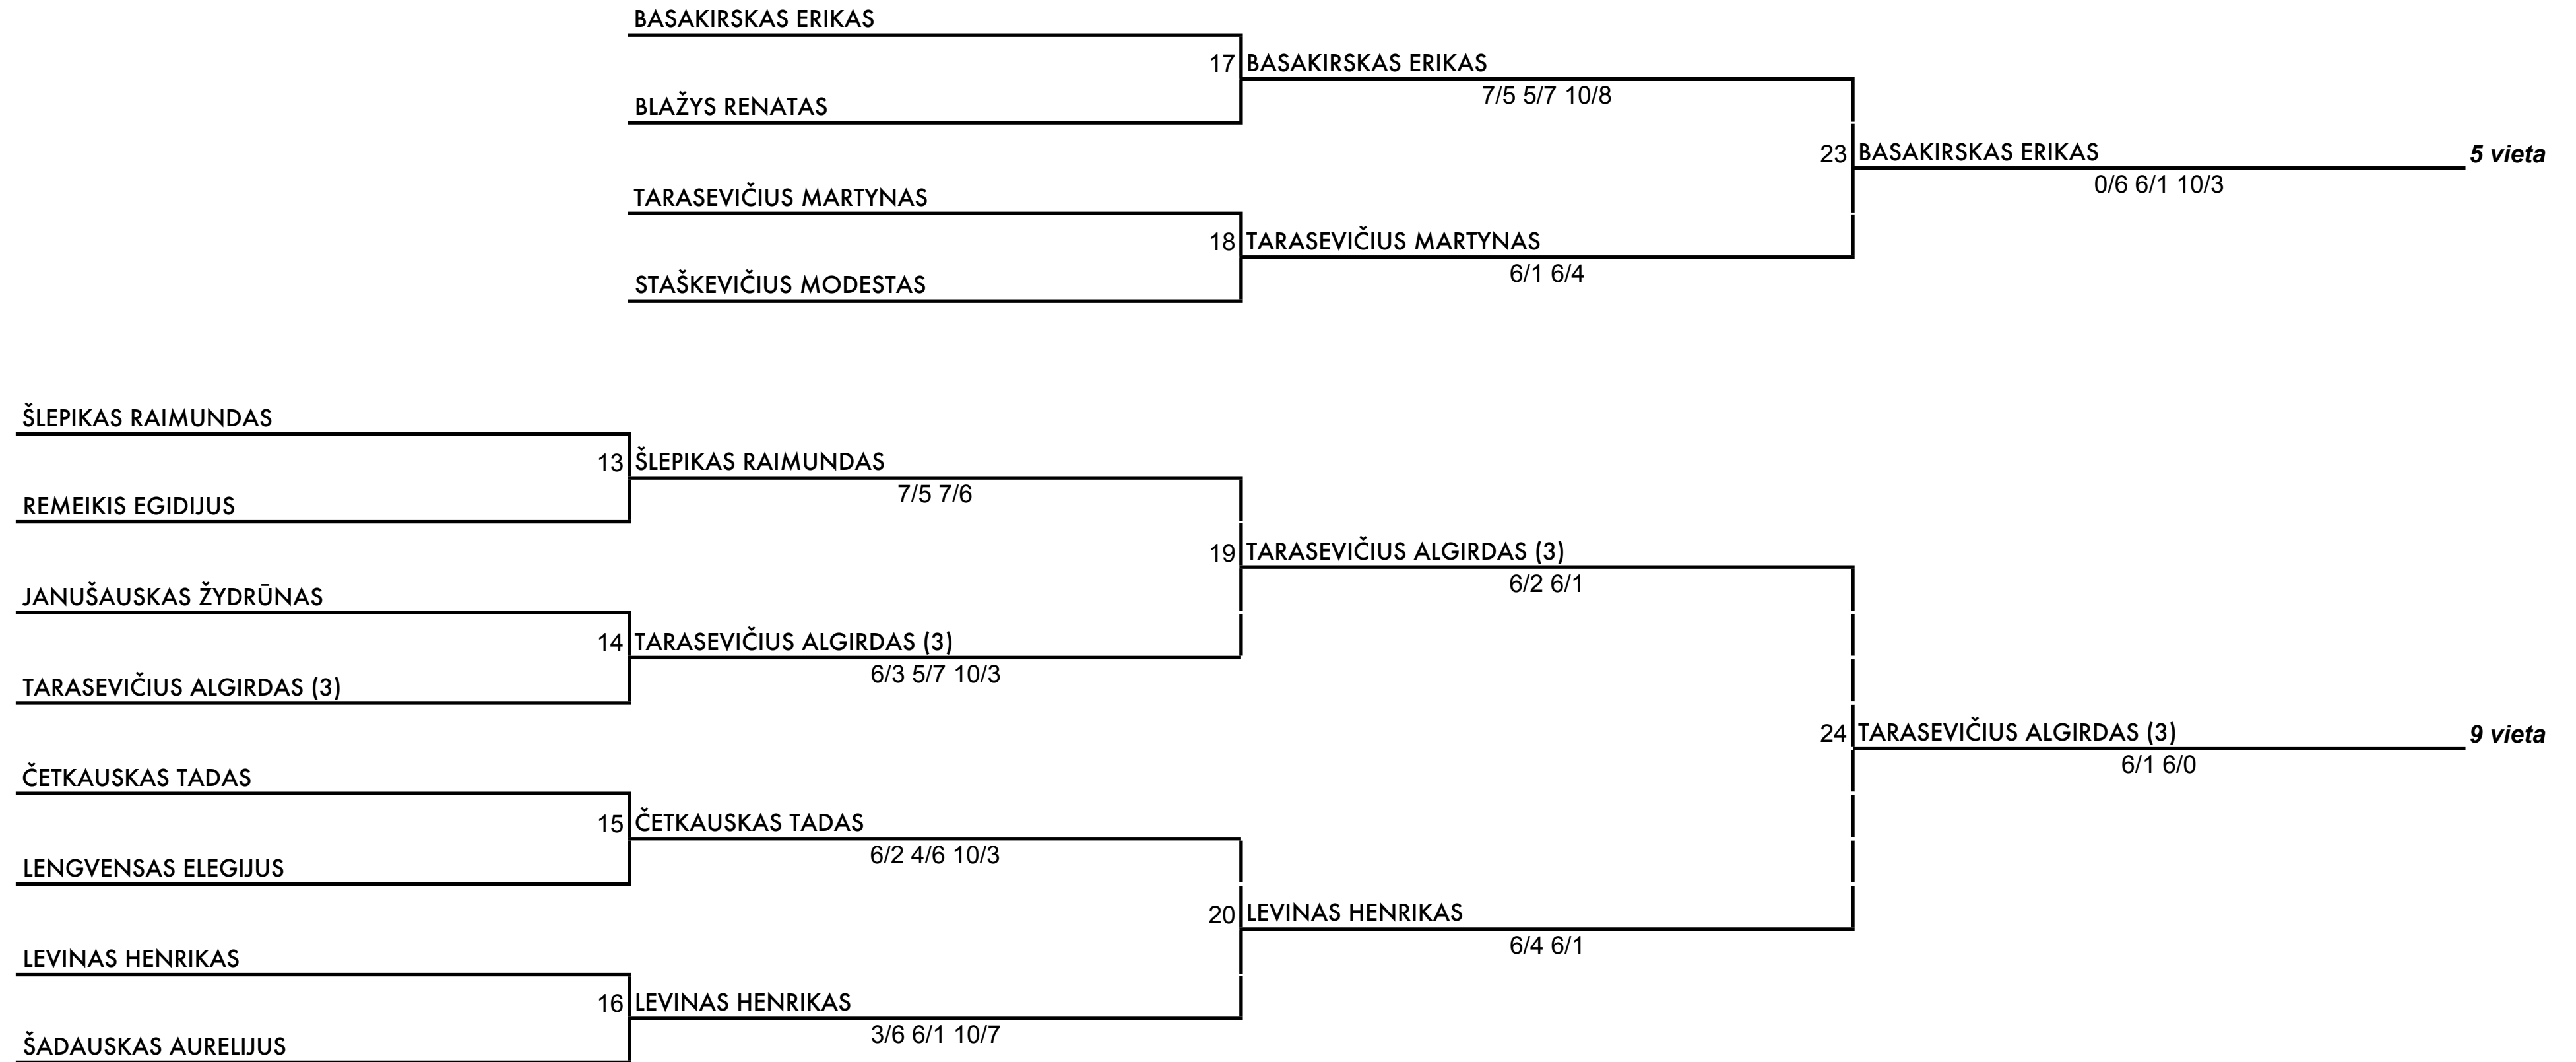 BASAKIRSKAS ERIKAS
17 BASAKIRSKAS ERIKAS
7/5 5/7 10/8
BLAŽYS RENATAS
23 BASAKIRSKAS ERIKAS 5 vieta
0/6 6/1 10/3
TARASEVIČIUS MARTYNAS
18 TARASEVIČIUS MARTYNAS
6/1 6/4
STAŠKEVIČIUS MODESTAS
ŠLEPIKAS RAIMUNDAS
13 ŠLEPIKAS RAIMUNDAS
7/5 7/6
REMEIKIS EGIDIJUS
19 TARASEVIČIUS ALGIRDAS (3)
6/2 6/1
JANUŠAUSKAS ŽYDRŪNAS
14 TARASEVIČIUS ALGIRDAS (3)
6/3 5/7 10/3
TARASEVIČIUS ALGIRDAS (3)
24 TARASEVIČIUS ALGIRDAS (3) 9 vieta
6/1 6/0
ČETKAUSKAS TADAS
15 ČETKAUSKAS TADAS
6/2 4/6 10/3
LENGVENSAS ELEGIJUS
20 LEVINAS HENRIKAS
6/4 6/1
LEVINAS HENRIKAS
16 LEVINAS HENRIKAS
3/6 6/1 10/7
ŠADAUSKAS AURELIJUS